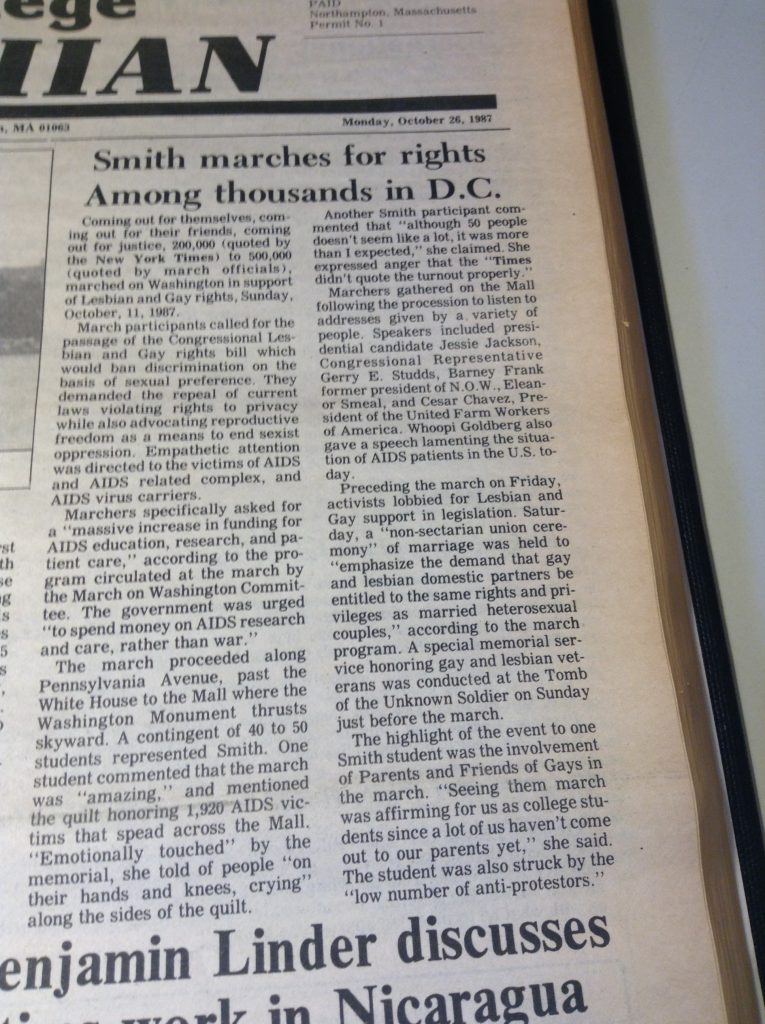 ege
IIAN
PAID
Northampton, Massachusetts
Permit No. 1
, MA 01063
Monday, October 26, 1987
Smith marches for rights
Among thousands in D.C.
Coming out for themselves, com-
ing out for their friends, coming
out for justice, 200,000 (quoted by
the New York Times) to 500,000
(quoted by march officials),
marched on Washington in support
of Lesbian and Gay rights, Sunday,
October, 11, 1987.
March participants called for the
passage of the Congressional Les-
bian and Gay rights bill which
would ban discrimination on the
basis of sexual preference. They
demanded the repeal of current
laws violating rights to privacy
while also advocating reproductive
freedom as a means to end sexist
oppression. Empathetic attention
was directed to the victims of AIDS
and AIDS related complex, and
AIDS virus carriers.
Marchers specifically asked for
a "massive increase in funding for
AIDS education, research, and pa-
tient care," according to the pro-
gram circulated at the march by
the March on Washington Commit-
tee. The government was urged
"to spend money on AIDS research
and care, rather than war."
The march proceeded along
Pennsylvania Avenue, past the
White House to the Mall where the
Washington Monument thrusts
skyward. A contingent of 40 to 50
students represented Smith. One
student commented that the march
was "amazing," and mentioned
the quilt honoring 1,920 AIDS vic-
tims that spead across the Mall.
"Emotionally touched" by the
memorial, she told of people "on
their hands and knees, crying"
along the sides of the quilt.
Another Smith participant com-
mented that "although 50 people
doesn't seem like a lot, it was more
than I expected," she claimed. She
expressed anger that the "Times
didn't quote the turnout properly."
Marchers gathered on the Mall
following the procession to listen to
addresses given by a variety of
people. Speakers included presi-
dential candidate Jessie Jackson,
Congressional Representative
Gerry E. Studds, Barney Frank
former president of N.O.W., Elean-
or Smeal, and Cesar Chavez, Pre-
sident of the United Farm Workers
of America. Whoopi Goldberg also
gave a speech lamenting the situa-
tion of AIDS patients in the U.S. to-
day.
Preceding the march on Friday,
activists lobbied for Lesbian and
Gay support in legislation. Satur-
day, a "non-sectarian union cere-
mony" of marriage was held to
"emphasize the demand that gay
and lesbian domestic partners be
entitled to the same rights and pri-
vileges as married heterosexual
couples," according to the march
program. A special memorial ser-
vice honoring gay and lesbian vet-
erans was conducted at the Tomb
of the Unknown Soldier on Sunday
just before the march.
The highlight of the event to one
Smith student was the involvement
of Parents and Friends of Gays in
the march. "Seeing them march
was affirming for us as college stu-
dents since a lot of us haven't come
out to our parents yet," she said.
The student was also struck by the
"low number of anti-protestors."
enjamin Linder discusses
work in Nicaragua